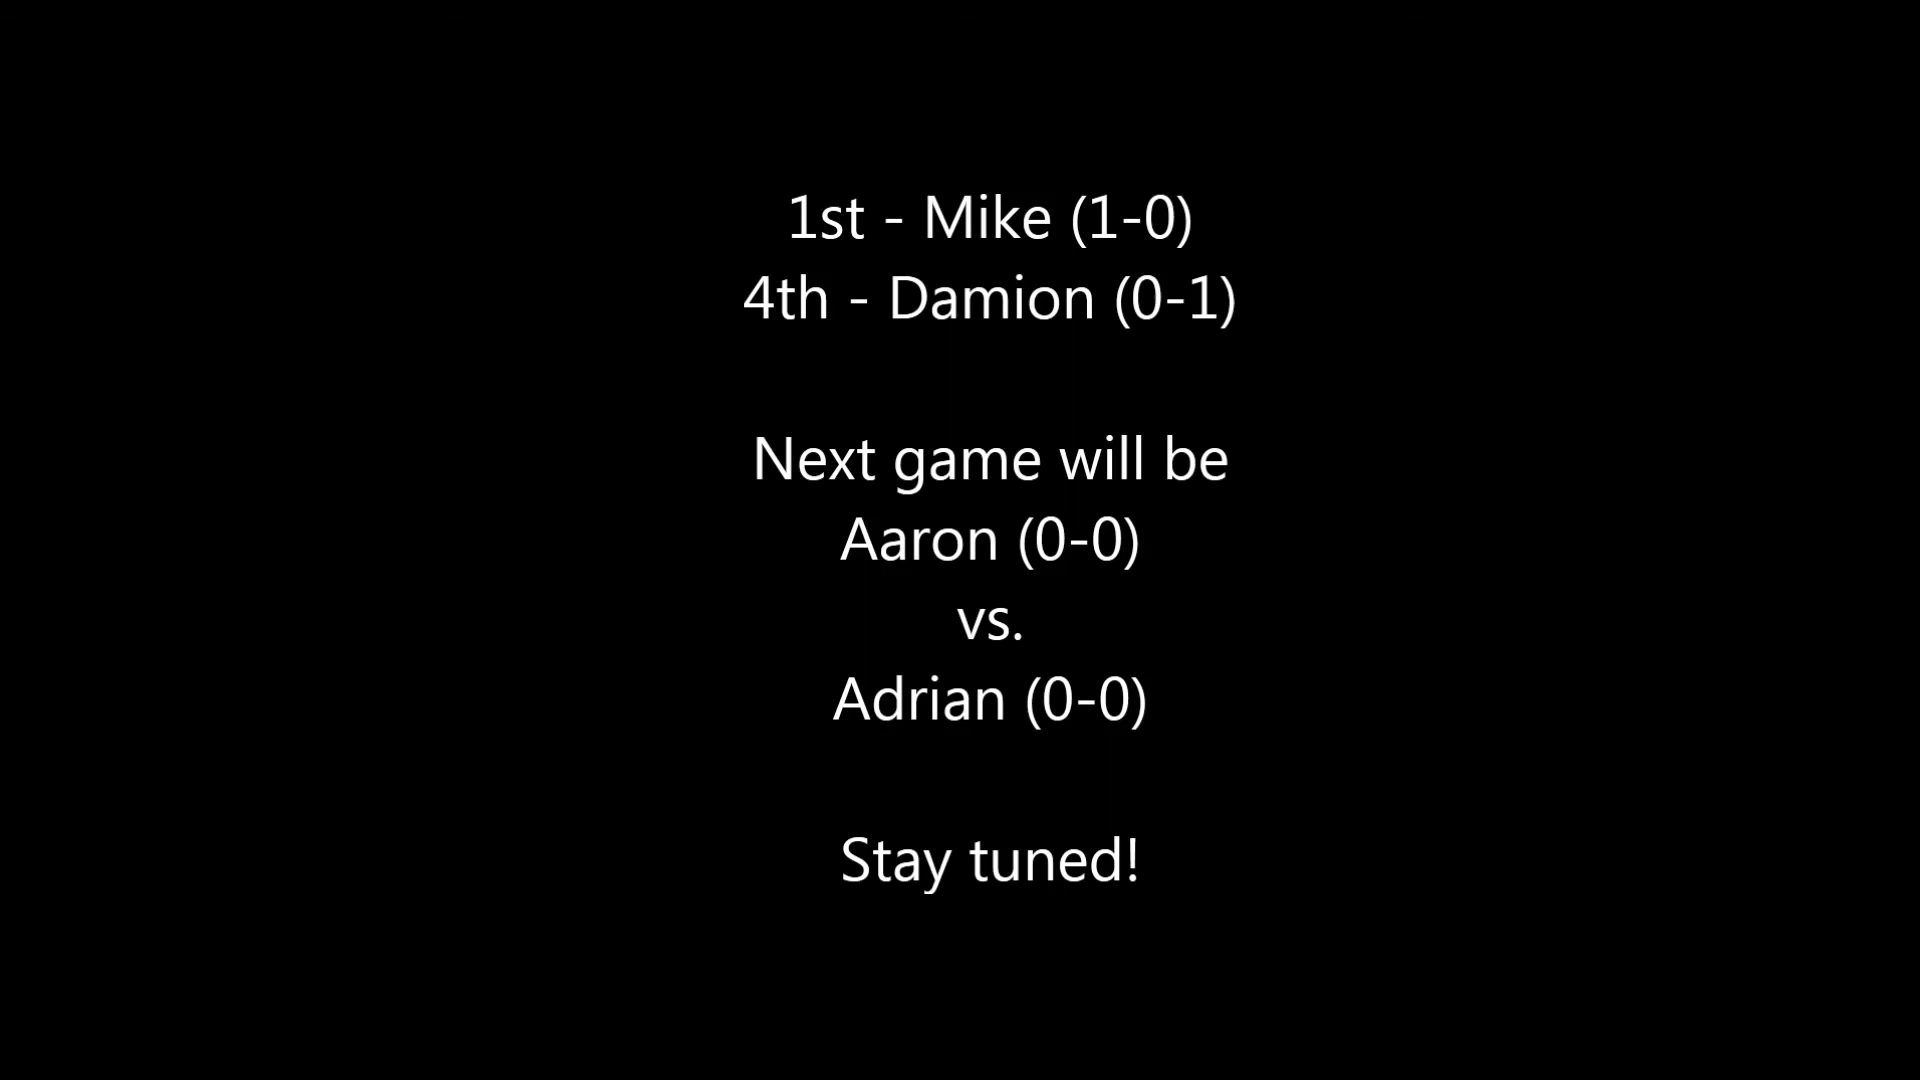 1st - Mike (1-0)
4th - Damion (0-1)
Next game will be
Aaron (0-0)
vs.
Adrian (0-0)
Stay tuned!